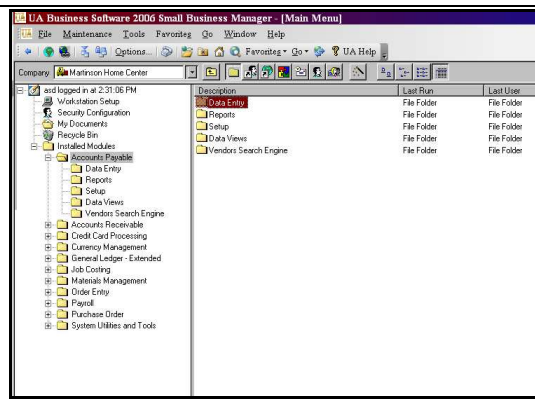 UA Business Software 2006 Small Business Manager - [Main Menu]
File Maintenance Tools Favorites Go Window Help
Options... Favorites Go UA Help
Company Martinson Home Center
asd logged in at 2:31:06 PM
Workstation Setup
Security Configuration
My Documents
Recycle Bin
Installed Modules
Accounts Payable
Data Entry
Reports
Setup
Data Views
Vendors Search Engine
Accounts Receivable
Credit Card Processing
Currency Management
General Ledger - Extended
Job Costing
Materials Management
Order Entry
Payroll
Purchase Order
System Utilities and Tools
Description Last Run Last User
Data Entry File Folder File Folder
Reports File Folder File Folder
Setup File Folder File Folder
Data Views File Folder File Folder
Vendors Search Engine File Folder File Folder